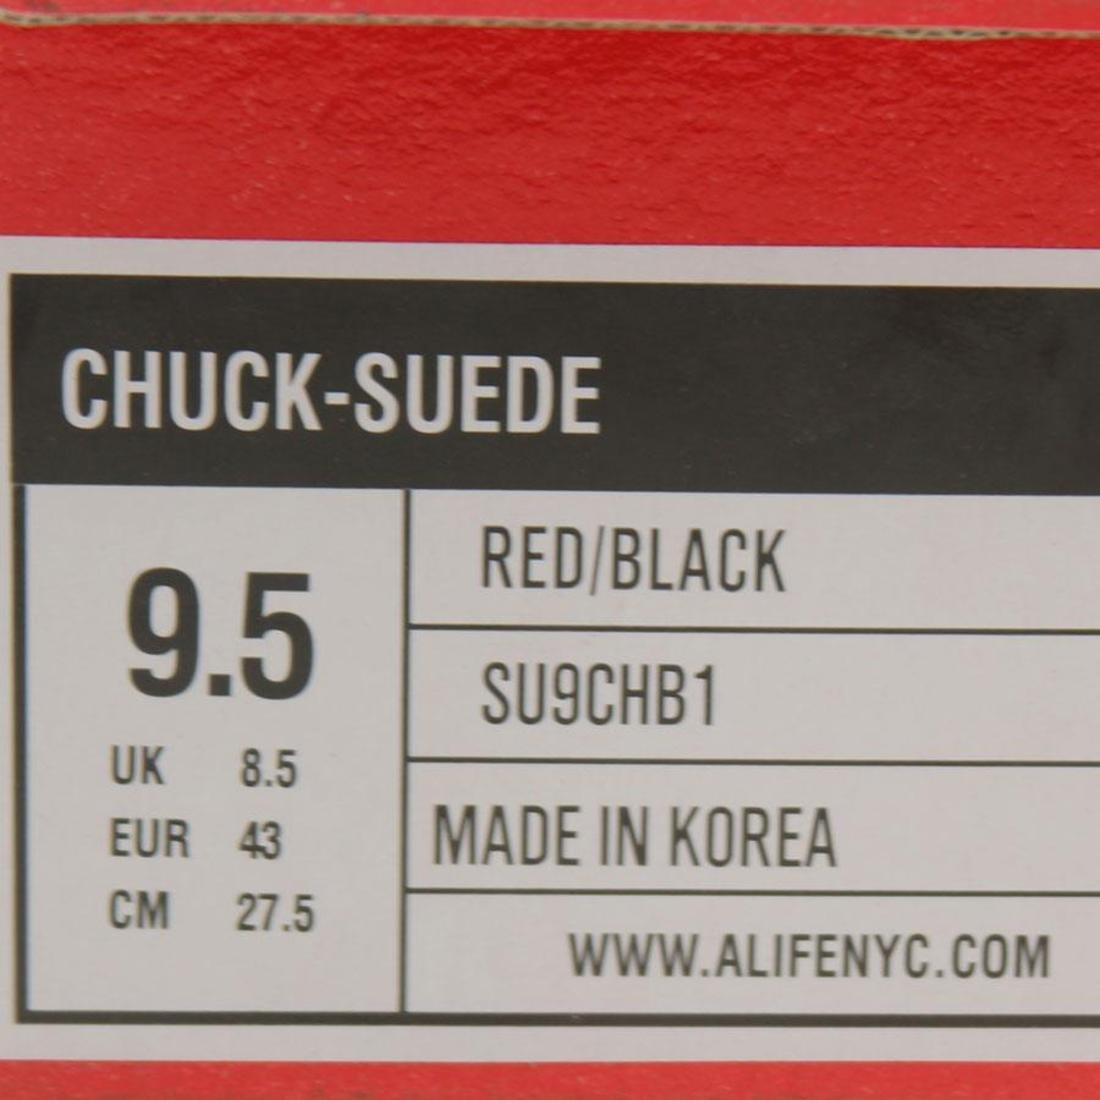 CHUCK-SUEDE
9.5
UK 8.5
EUR 43
CM 27.5
RED/BLACK
SU9CHB1
MADE IN KOREA
WWW.ALIFENYC.COM